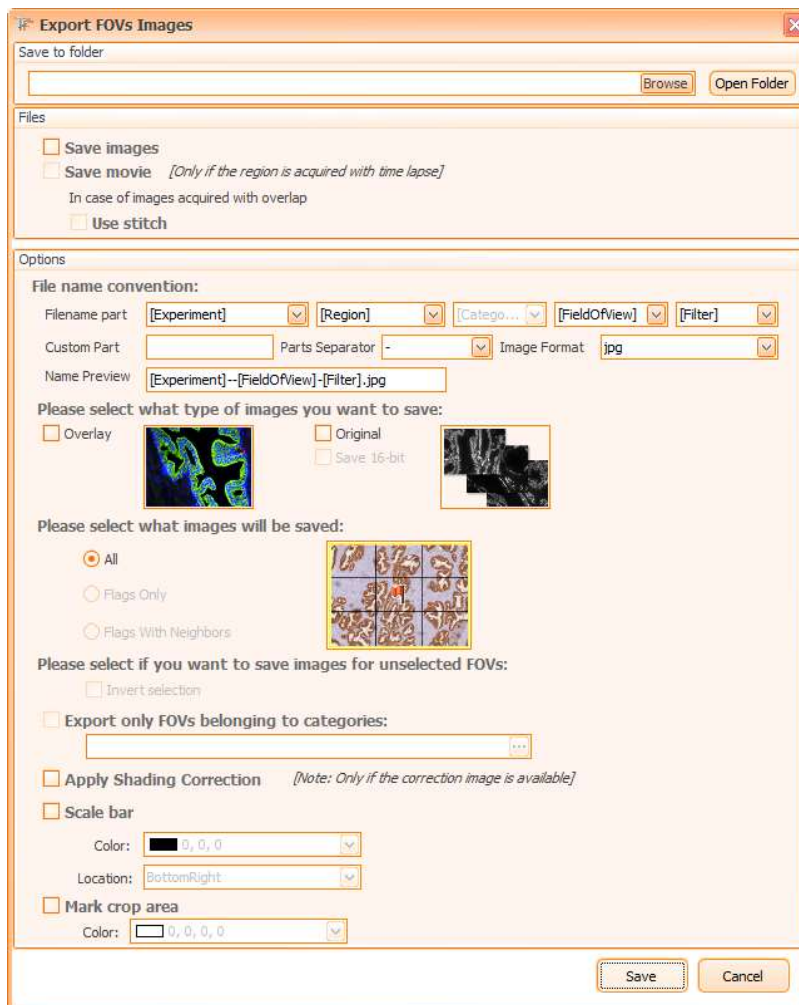 Export FOVs Images
Save to folder
Browse Open Folder
Files
Save images
Save movie [Only if the region is acquired with time lapse]
In case of images acquired with overlap
Use stitch
Options
File name convention:
Filename part [Experiment] [Region] [Catego... [FieldOfView] [Filter]
Custom Part Parts Separator - Image Format jpg
Name Preview [Experiment]--[FieldOfView]-[Filter].jpg
Please select what type of images you want to save:
Overlay Original
Save 16-bit
Please select what images will be saved:
All
Flags Only
Flags With Neighbors
Please select if you want to save images for unselected FOVs:
Invert selection
Export only FOVs belonging to categories:
...
Apply Shading Correction [Note: Only if the correction image is available]
Scale bar
Color: 0, 0, 0
Location: BottomRight
Mark crop area
Color: 0, 0, 0, 0
Save Cancel